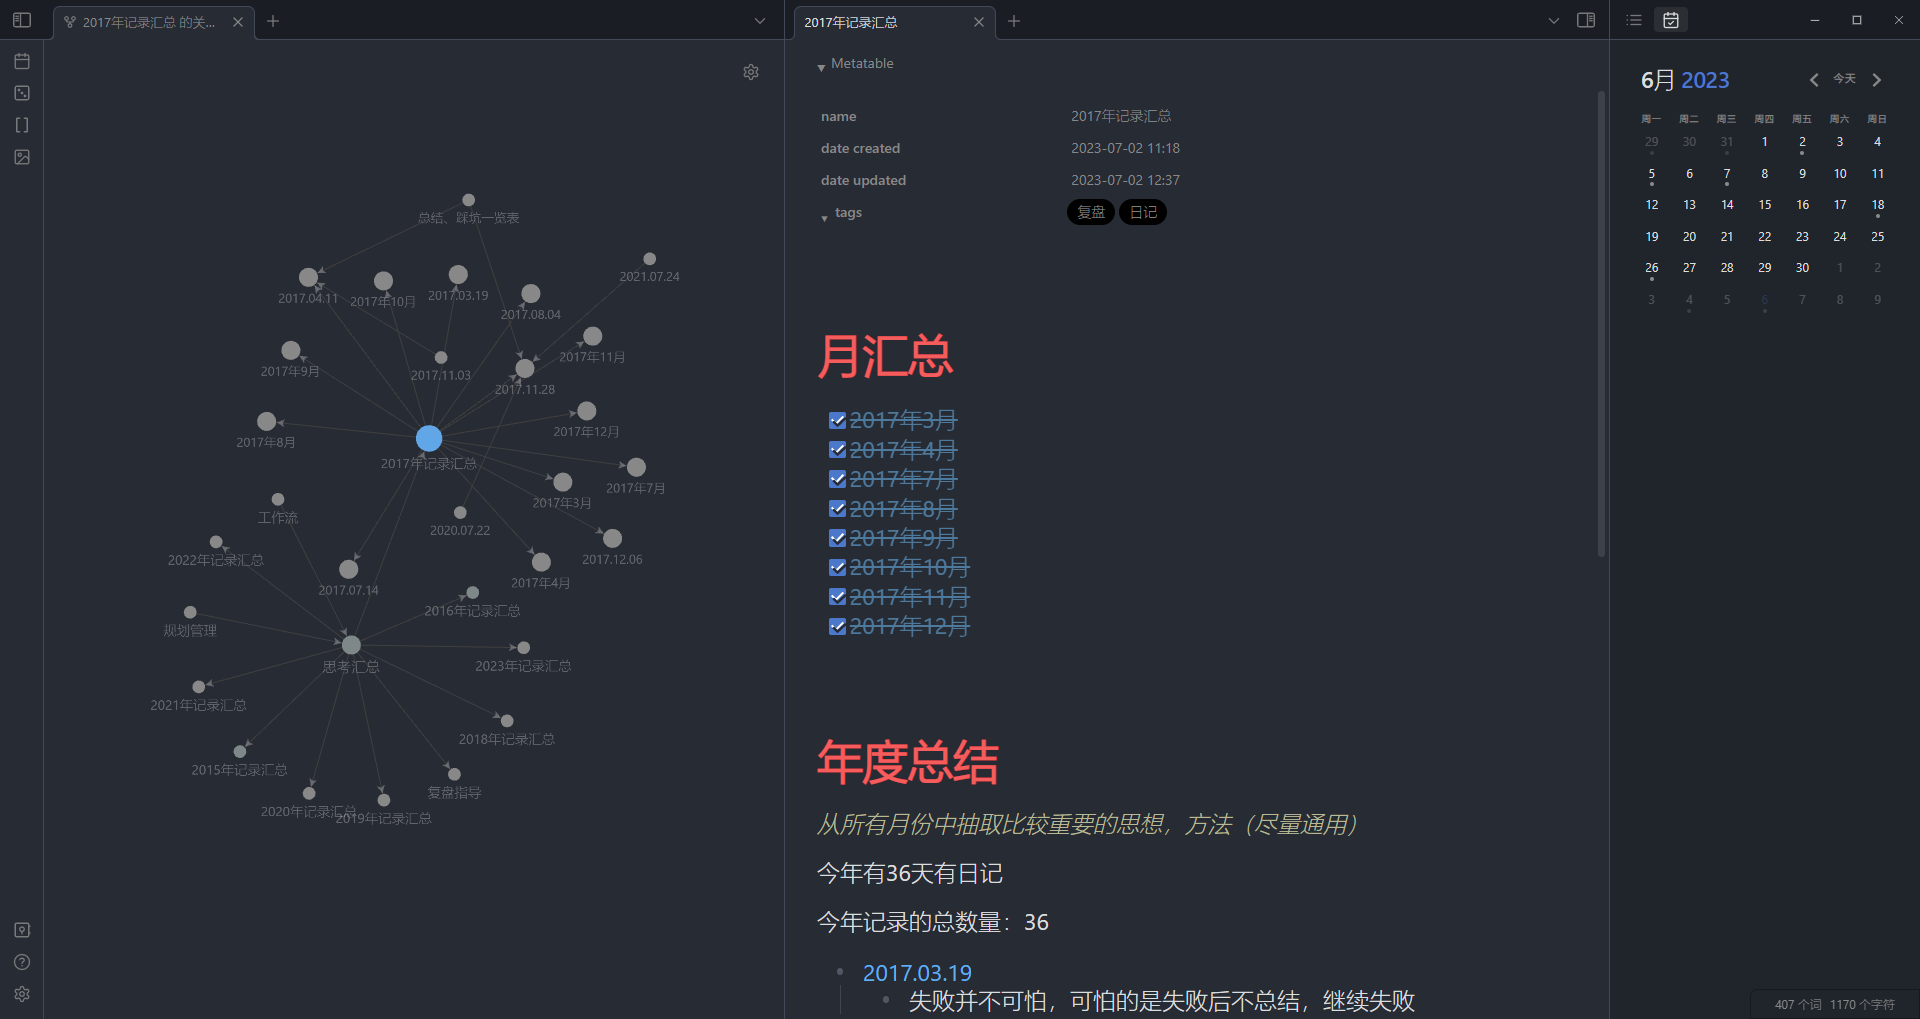 2017年记录汇总 的关...
总结、踩坑一览表
2021.07.24
2017.04.11
2017年10月
2017.03.19
2017.08.04
2017年11月
2017年9月
2017.11.03
2017.11.28
2017年12月
2017年8月
2017年记录汇总
2017年7月
2017年3月
工作流
2020.07.22
2022年记录汇总
2017.12.06
2017.07.14
2017年4月
2016年记录汇总
规划管理
思考汇总
2023年记录汇总
2021年记录汇总
2018年记录汇总
2015年记录汇总
复盘指导
2020年记录汇总
2019年记录汇总
2017年记录汇总
Metatable
name 2017年记录汇总
date created 2023-07-02 11:18
date updated 2023-07-02 12:37
tags 复盘 日记
月汇总
2017年3月
2017年4月
2017年7月
2017年8月
2017年9月
2017年10月
2017年11月
2017年12月
年度总结
从所有月份中抽取比较重要的思想，方法（尽量通用）
今年有36天有日记
今年记录的总数量：36
2017.03.19
失败并不可怕，可怕的是失败后不总结，继续失败
6月 2023 今天
周一 周二 周三 周四 周五 周六 周日
29 30 31 1 2 3 4
5 6 7 8 9 10 11
12 13 14 15 16 17 18
19 20 21 22 23 24 25
26 27 28 29 30 1 2
3 4 5 6 7 8 9
407 个词 1170 个字符